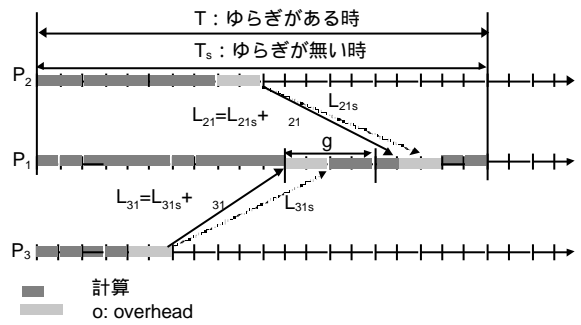 T：ゆらぎがある時
Ts：ゆらぎが無い時
P2
L21=L21s+ 21
L21s
g
P1
L31=L31s+ 31
L31s
P3
計算
o: overhead